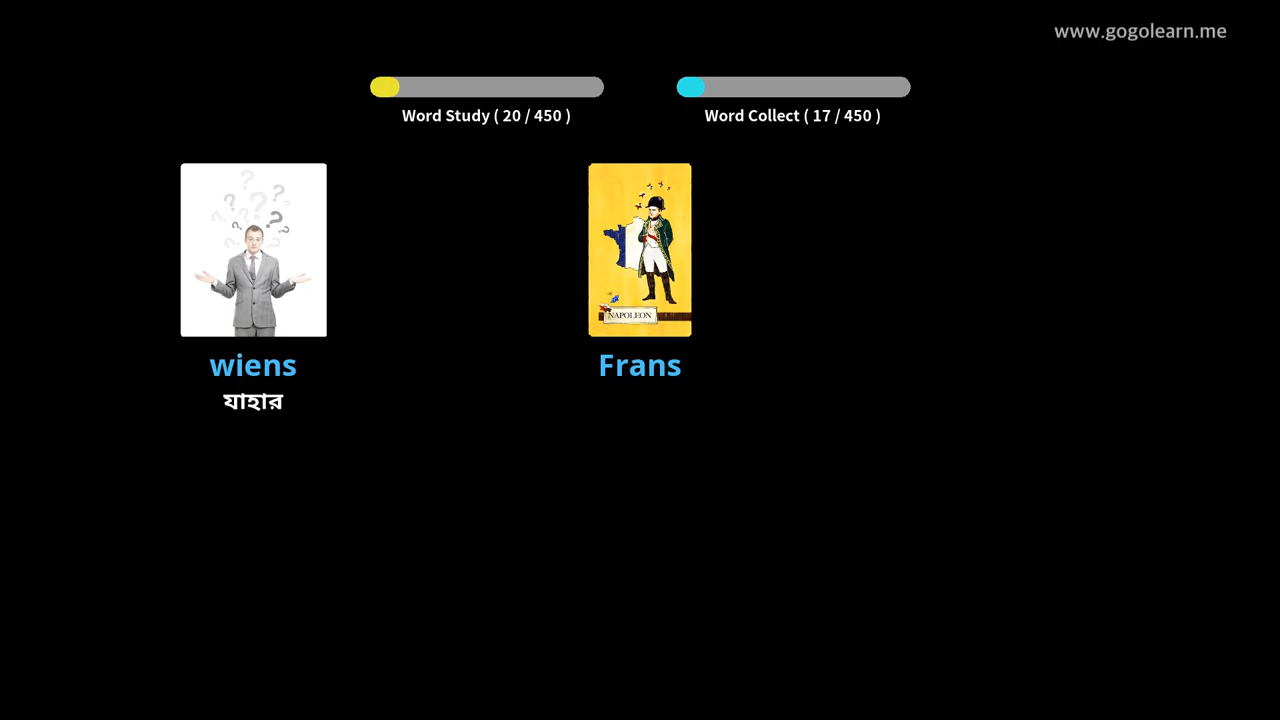 www.gogolearn.me
Word Study ( 20 / 450 )
Word Collect ( 17 / 450 )
NAPOLEON
wiens
Frans
যাহার